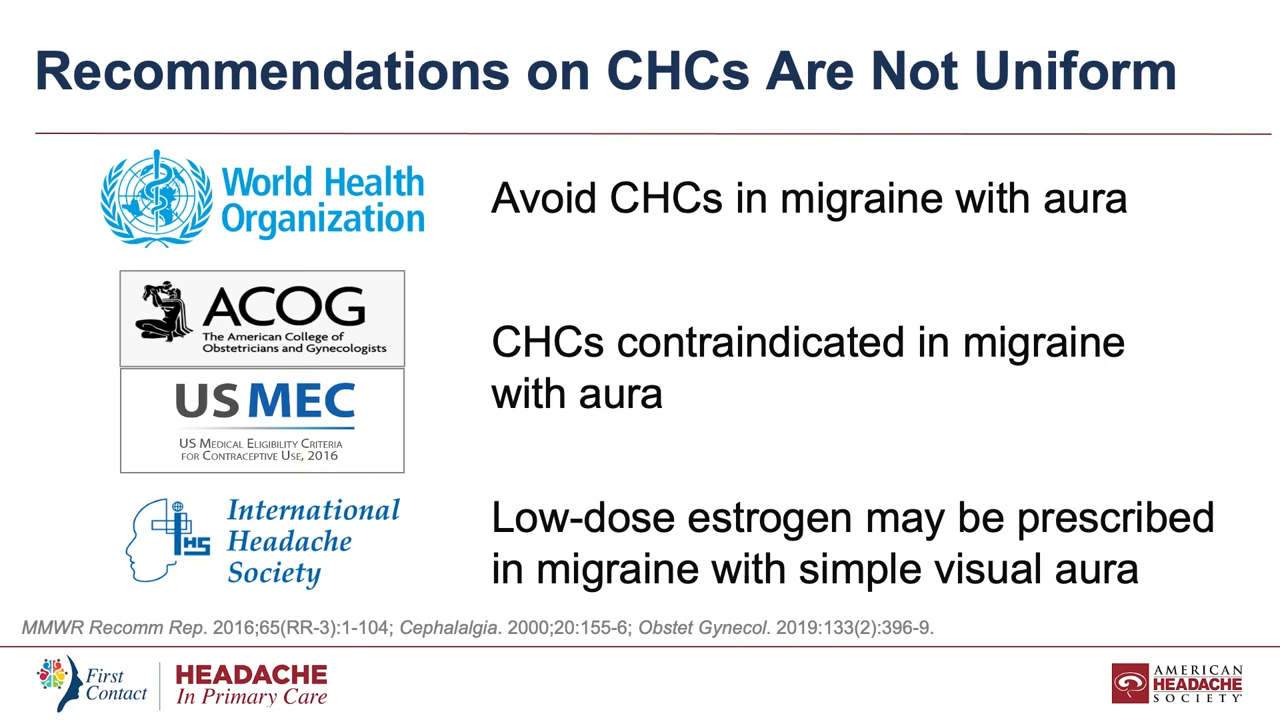 Recommendations on CHCs Are Not Uniform
World Health
Organization
Avoid CHCs in migraine with aura
ACOG
The American College of
Obstetricians and Gynecologists
US MEC
US Medical Eligibility Criteria
for Contraceptive Use, 2016
CHCs contraindicated in migraine
with aura
IHS
International
Headache
Society
Low-dose estrogen may be prescribed
in migraine with simple visual aura
MMWR Recomm Rep. 2016;65(RR-3):1-104; Cephalalgia. 2000;20:155-6; Obstet Gynecol. 2019:133(2):396-9.
First
Contact
HEADACHE
In Primary Care
AMERICAN
HEADACHE
SOCIETY